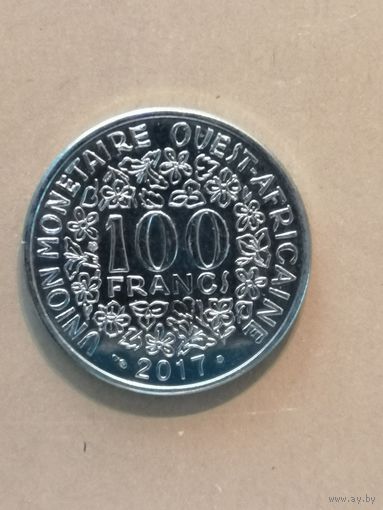 UNION MONETAIRE OUEST-AFRICAINE
100
FRANCS
2017
www.ay.by